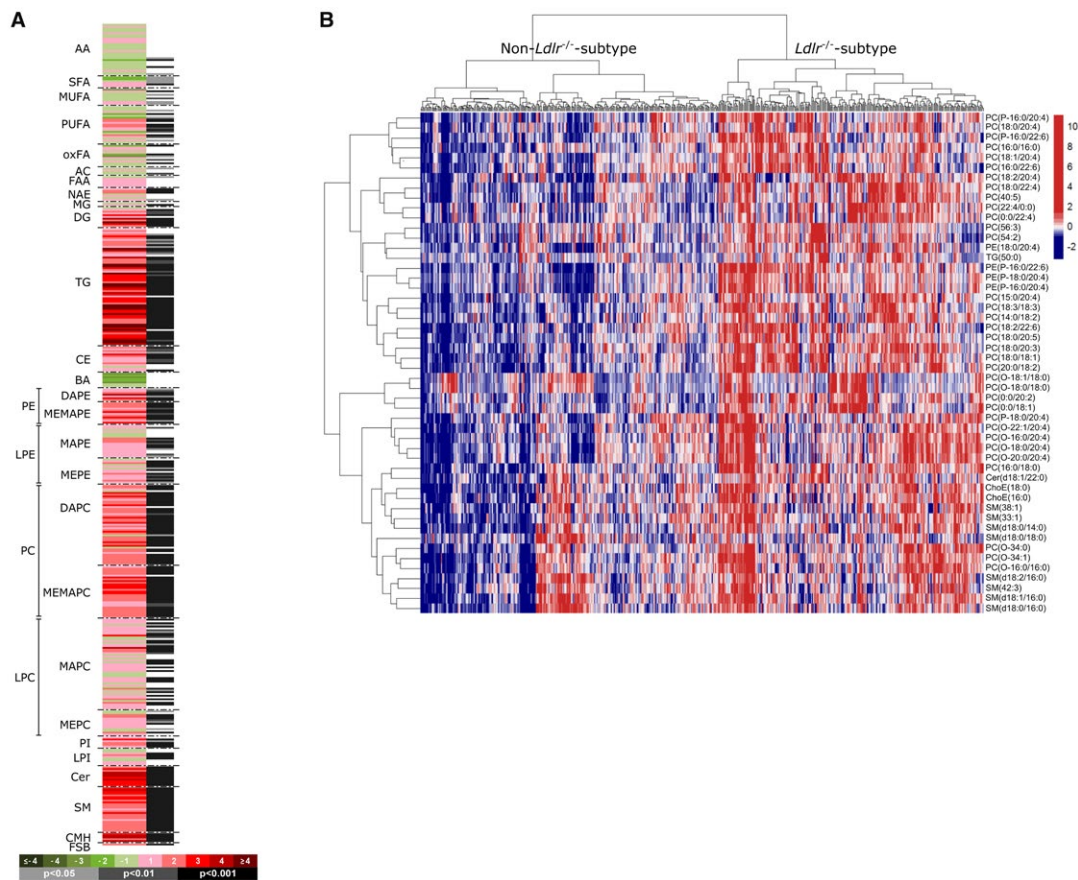 A
AA
SFA
MUFA
PUFA
oxFA
AC
FAA
NAE
MG
DG
TG
CE
BA
PE
DAPE
MEMAPE
LPE
MAPE
MEPE
PC
DAPC
MEMAPC
LPC
MAPC
MEPC
PI
LPI
Cer
SM
CMH
FSB
≤-4 -4 -3 -2 -1 1 2 3 4 ≥4
p<0.05 p<0.01 p<0.001
B
Non-Ldlr-/--subtype Ldlr-/--subtype
PC(P-16:0/20:4)
PC(18:0/20:4)
PC(P-16:0/22:6)
PC(16:0/16:0)
PC(18:1/20:4)
PC(16:0/22:6)
PC(18:2/20:4)
PC(18:0/22:4)
PC(40:5)
PC(22:4/0:0)
PC(0:0/22:4)
PC(56:3)
PC(54:2)
PE(18:0/20:4)
TG(50:0)
PE(P-16:0/22:6)
PE(P-18:0/20:4)
PE(P-16:0/20:4)
PC(15:0/20:4)
PC(18:3/18:3)
PC(14:0/18:2)
PC(18:2/22:6)
PC(18:0/20:5)
PC(18:0/20:3)
PC(18:0/18:1)
PC(20:0/18:2)
PC(O-18:1/18:0)
PC(O-18:0/18:0)
PC(0:0/20:2)
PC(0:0/18:1)
PC(P-18:0/20:4)
PC(O-22:1/20:4)
PC(O-16:0/20:4)
PC(O-18:0/20:4)
PC(O-20:0/20:4)
PC(16:0/18:0)
Cer(d18:1/22:0)
ChoE(18:0)
ChoE(16:0)
SM(38:1)
SM(33:1)
SM(d18:0/14:0)
SM(d18:0/18:0)
PC(O-34:0)
PC(O-34:1)
PC(O-16:0/16:0)
SM(d18:2/16:0)
SM(42:3)
SM(d18:1/16:0)
SM(d18:0/16:0)
10
8
6
4
2
0
-2